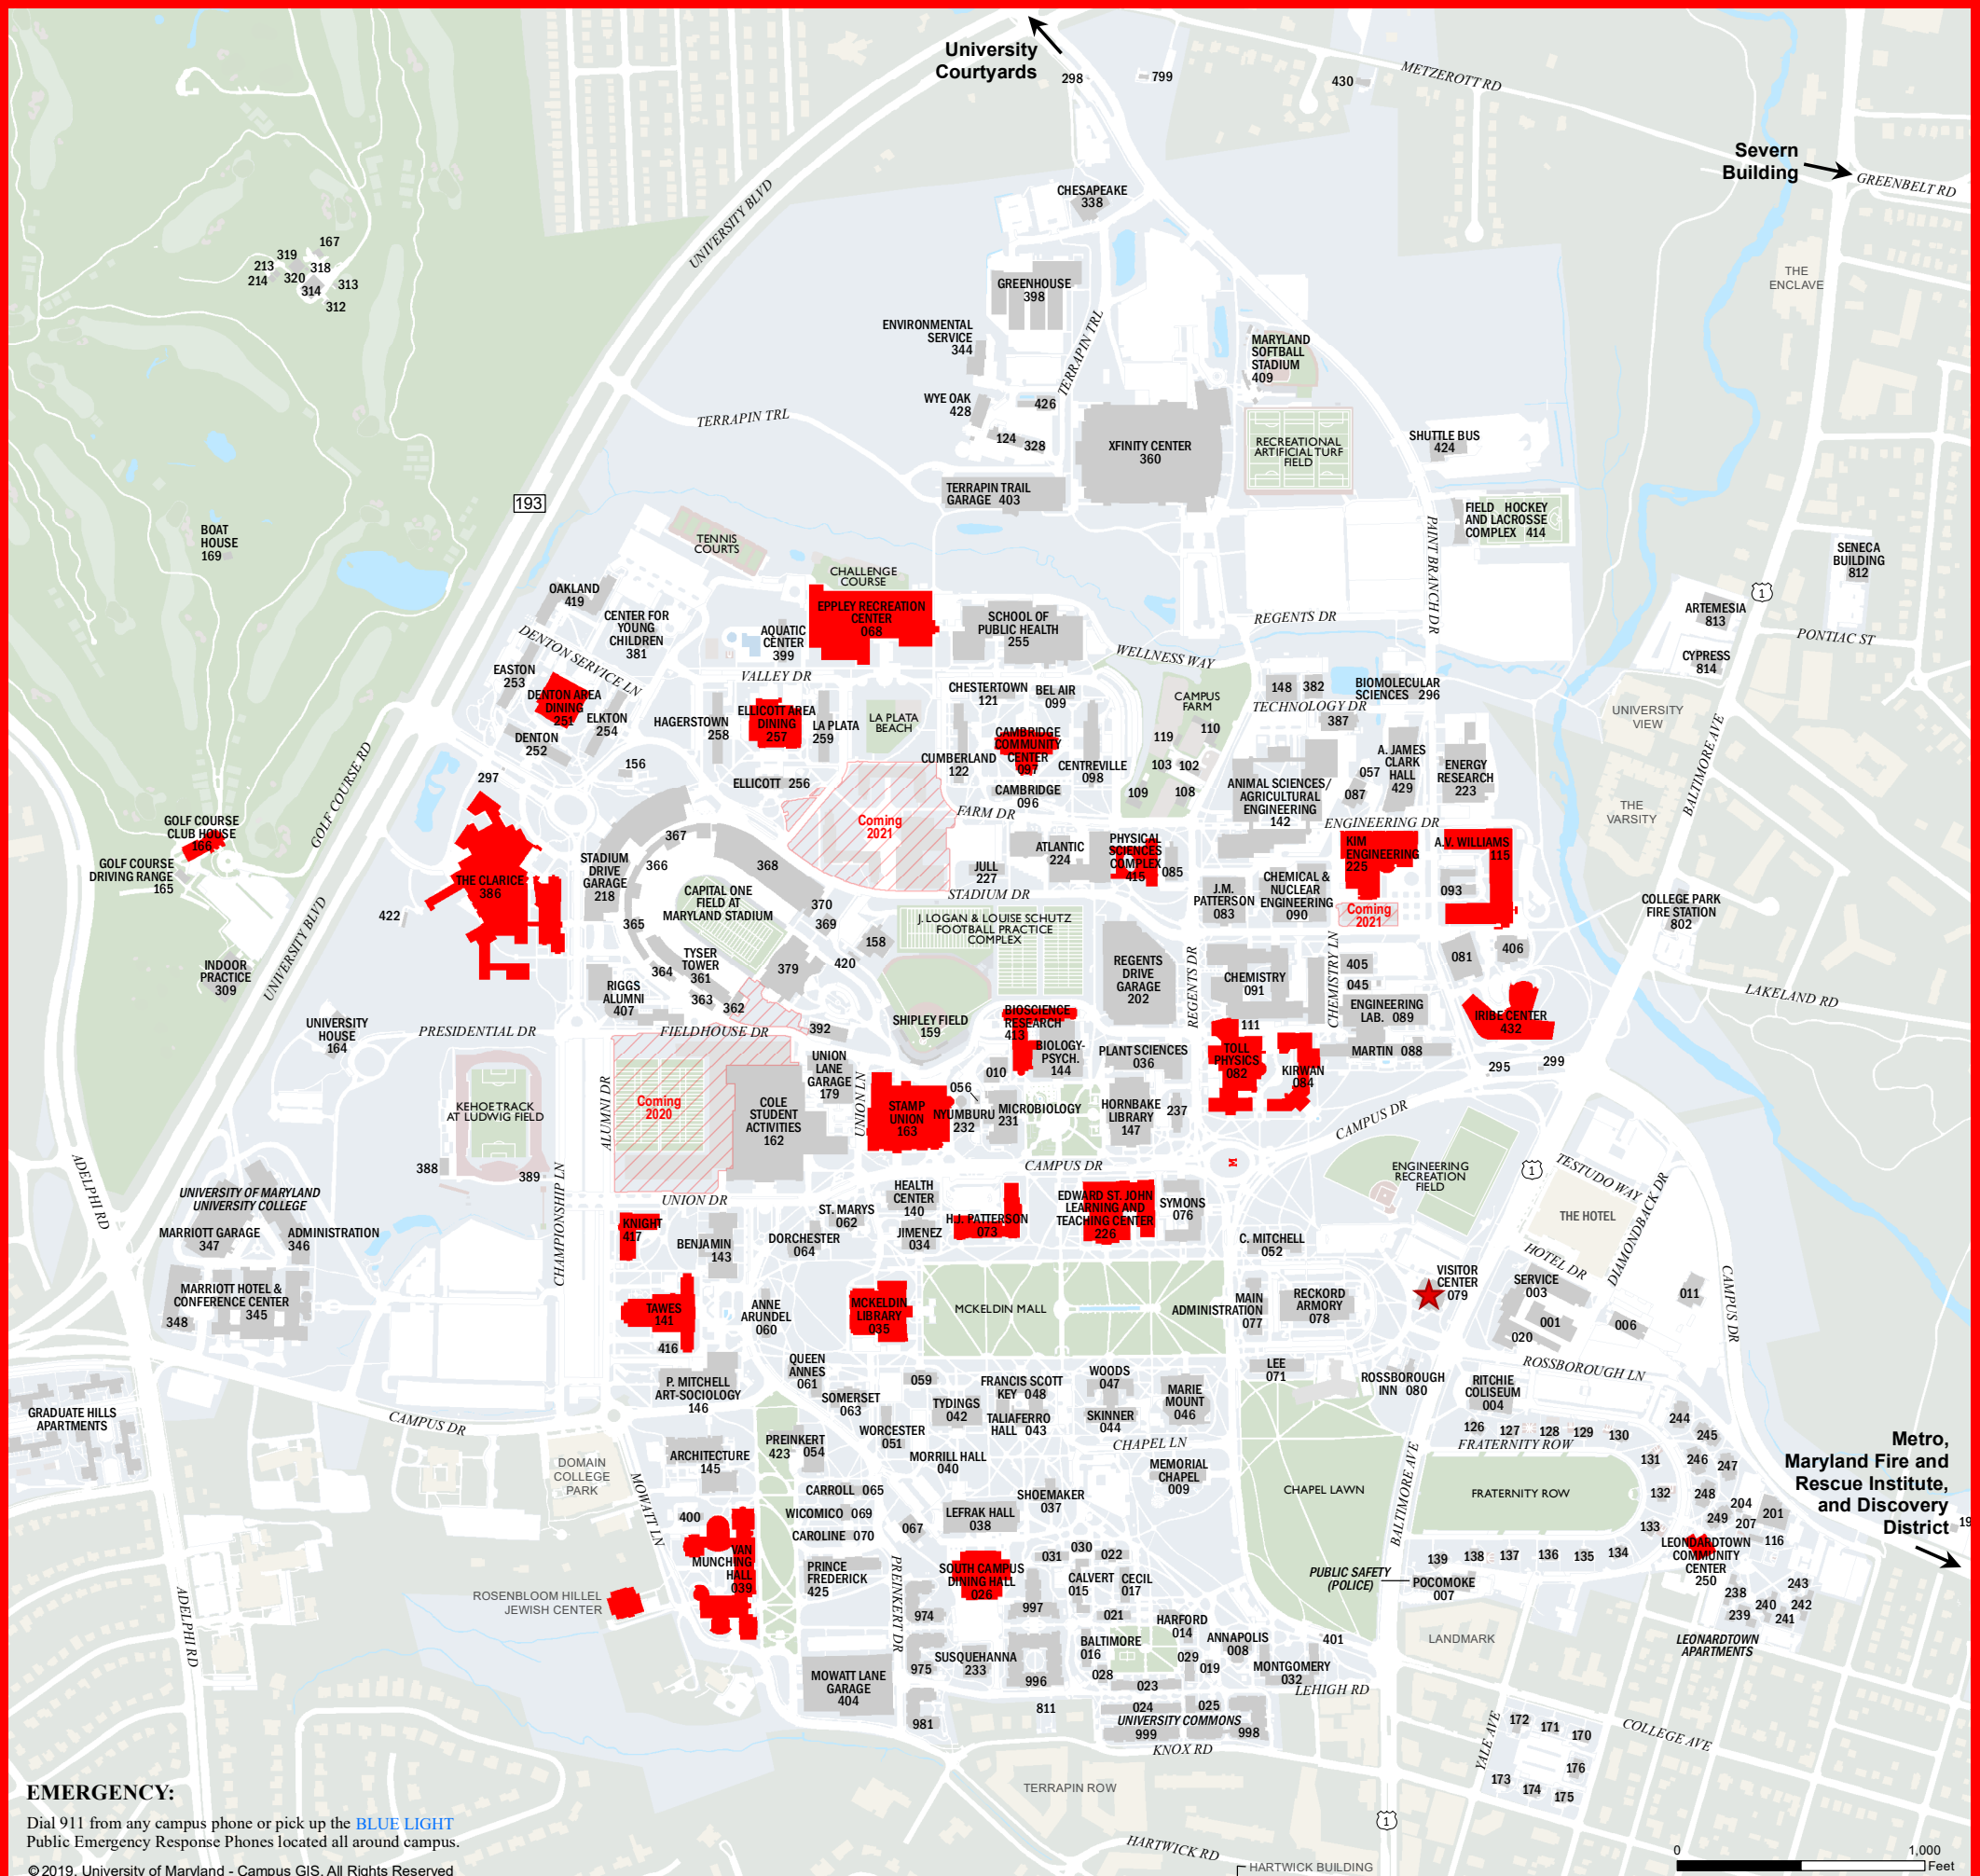 University
Courtyards
298
799
430
METZEROTT RD
Severn
Building
GREENBELT RD
UNIVERSITY BLVD
CHESAPEAKE
338
THE
ENCLAVE
167
319
213
318
214
320
313
314
312
GREENHOUSE
398
ENVIRONMENTAL
SERVICE
344
TERRAPIN TRL
MARYLAND
SOFTBALL
STADIUM
409
WYE OAK
428
426
TERRAPIN TRL
124
328
XFINITY CENTER
360
RECREATIONAL
ARTIFICIAL TURF
FIELD
SHUTTLE BUS
424
TERRAPIN TRAIL
GARAGE 403
193
FIELD HOCKEY
AND LACROSSE
COMPLEX 414
PAINT BRANCH DR
BOAT
HOUSE
169
TENNIS
COURTS
SENECA
BUILDING
812
CHALLENGE
COURSE
OAKLAND
419
1
CENTER FOR
YOUNG
CHILDREN
381
EPPLEY RECREATION
CENTER
068
AQUATIC
CENTER
399
SCHOOL OF
PUBLIC HEALTH
255
REGENTS DR
ARTEMESIA
813
PONTIAC ST
DENTON SERVICE LN
WELLNESS WAY
CYPRESS
814
EASTON
253
VALLEY DR
DENTON AREA
DINING
251
ELKTON
254
DENTON
252
HAGERSTOWN
258
ELLICOTT AREA
DINING
257
LA PLATA
259
LA PLATA
BEACH
CHESTERTOWN
121
BEL AIR
099
CAMPUS
FARM
148
382
BIOMOLECULAR
SCIENCES 296
TECHNOLOGY DR
387
UNIVERSITY
VIEW
119
110
CAMBRIDGE
COMMUNITY
CENTER
097
CUMBERLAND
122
CENTREVILLE
098
103
102
109
108
CAMBRIDGE
096
156
297
ELLICOTT 256
A. JAMES
CLARK
HALL
429
057
087
ENERGY
RESEARCH
223
ANIMAL SCIENCES/
AGRICULTURAL
ENGINEERING
142
BALTIMORE AVE
THE
VARSITY
GOLF COURSE RD
GOLF COURSE
CLUB HOUSE
166
GOLF COURSE
DRIVING RANGE
165
FARM DR
Coming
2021
ENGINEERING DR
367
366
368
STADIUM
DRIVE
GARAGE
218
ATLANTIC
224
PHYSICAL
SCIENCES
COMPLEX
415
085
KIM
ENGINEERING
225
A.V. WILLIAMS
115
JULL
227
STADIUM DR
THE CLARICE
386
093
422
CAPITAL ONE
FIELD AT
MARYLAND STADIUM
370
369
365
J.M.
PATTERSON
083
CHEMICAL &
NUCLEAR
ENGINEERING
090
Coming
2021
J. LOGAN & LOUISE SCHUTZ
FOOTBALL PRACTICE
COMPLEX
COLLEGE PARK
FIRE STATION
802
158
420
INDOOR
PRACTICE
309
UNIVERSITY BLVD
TYSER
TOWER
361
364
379
363
362
RIGGS
ALUMNI
407
REGENTS
DRIVE
GARAGE
202
REGENTS DR
CHEMISTRY
091
CHEMISTRY LN
405
045
ENGINEERING
LAB. 089
081
406
LAKELAND RD
UNIVERSITY
HOUSE
164
PRESIDENTIAL DR
FIELDHOUSE DR
392
SHIPLEY FIELD
159
BIOSCIENCE
RESEARCH
413
BIOLOGY-
PSYCH.
144
PLANT SCIENCES
036
111
TOLL
PHYSICS
082
KIRWAN
084
MARTIN 088
IRIBE CENTER
432
295
299
UNION
LANE
GARAGE
179
UNION LN
010
056
KEHOE TRACK
AT LUDWIG FIELD
ALUMNI DR
Coming
2020
COLE
STUDENT
ACTIVITIES
162
STAMP
UNION
163
NYUMBURU
232
MICROBIOLOGY
231
HORNBAKE
LIBRARY
147
237
CAMPUS DR
388
389
CAMPUS DR
M
ENGINEERING
RECREATION
FIELD
1
TESTUDO WAY
ADELPHI RD
UNIVERSITY OF MARYLAND
UNIVERSITY COLLEGE
CHAMPIONSHIP LN
UNION DR
HEALTH
CENTER
140
EDWARD ST. JOHN
LEARNING AND
TEACHING CENTER
226
SYMONS
076
ST. MARYS
062
H.J. PATTERSON
073
THE HOTEL
DIAMONDBACK DR
KNIGHT
417
MARRIOTT GARAGE
347
ADMINISTRATION
346
BENJAMIN
143
DORCHESTER
064
JIMENEZ
034
C. MITCHELL
052
HOTEL DR
MARRIOTT HOTEL &
CONFERENCE CENTER
345
348
TAWES
141
416
ANNE
ARUNDEL
060
MCKELDIN
LIBRARY
035
MCKELDIN MALL
MAIN
ADMINISTRATION
077
RECKORD
ARMORY
078
VISITOR
CENTER
079
SERVICE
003
011
001
020
006
CAMPUS DR
QUEEN
ANNES
061
P. MITCHELL
ART-SOCIOLOGY
146
LEE
071
ROSSBOROUGH LN
ROSSBOROUGH
INN 080
RITCHIE
COLISEUM
004
SOMERSET
063
059
TYDINGS
042
FRANCIS SCOTT
KEY 048
TALIAFERRO
HALL 043
WOODS
047
SKINNER
044
MARIE
MOUNT
046
GRADUATE HILLS
APARTMENTS
CAMPUS DR
WORCESTER
051
CHAPEL LN
PREINKERT
423
054
MORRILL HALL
040
ARCHITECTURE
145
126
127
128
129
130
FRATERNITY ROW
244
245
Metro,
Maryland Fire and
Rescue Institute,
and Discovery
District
DOMAIN
COLLEGE
PARK
MOWATT LN
MEMORIAL
CHAPEL
009
CHAPEL LAWN
BALTIMORE AVE
FRATERNITY ROW
131
246
247
132
248
204
201
249
207
133
116
19
CARROLL 065
SHOEMAKER
037
400
WICOMICO 069
LEFRAK HALL
038
CAROLINE 070
067
VAN
MUNCHING
HALL
039
PRINCE
FREDERICK
425
PREINKERT DR
SOUTH CAMPUS
DINING HALL
026
031
030
022
CALVERT
015
CECIL
017
139
138
137
136
135
134
LEONDARDTOWN
COMMUNITY
CENTER
250
PUBLIC SAFETY
(POLICE)
POCOMOKE
007
238
243
240
242
239
241
ROSENBLOOM HILLEL
JEWISH CENTER
ADELPHI RD
974
997
021
HARFORD
014
ANNAPOLIS
008
401
LANDMARK
LEONARDTOWN
APARTMENTS
BALTIMORE
016
029
019
MONTGOMERY
032
975
SUSQUEHANNA
233
028
MOWATT LANE
GARAGE
404
996
023
LEHIGH RD
981
811
024
025
UNIVERSITY COMMONS
999
998
KNOX RD
172
171
170
YALE AVE
COLLEGE AVE
176
173
174
175
TERRAPIN ROW
1
EMERGENCY:
Dial 911 from any campus phone or pick up the BLUE LIGHT
Public Emergency Response Phones located all around campus.
© 2019. University of Maryland - Campus GIS. All Rights Reserved
HARTWICK RD
HARTWICK BUILDING
0
1,000
Feet